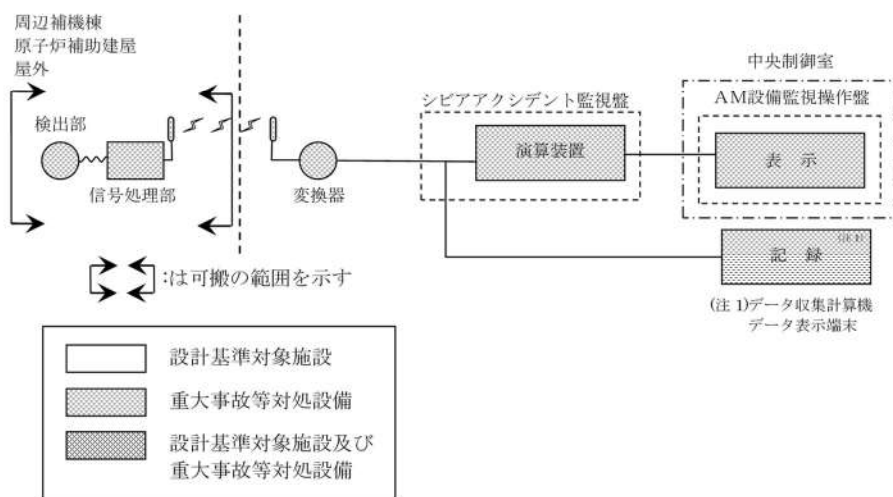 周辺補機棟
原子炉補助建屋
屋外
検出部
信号処理部
変換器
シビアアクシデント監視盤
演算装置
中央制御室
AM設備監視操作盤
表 示
(注1)
記 録
(注1)データ収集計算機
データ表示端末
:は可搬の範囲を示す
設計基準対象施設
重大事故等対処設備
設計基準対象施設及び
重大事故等対処設備